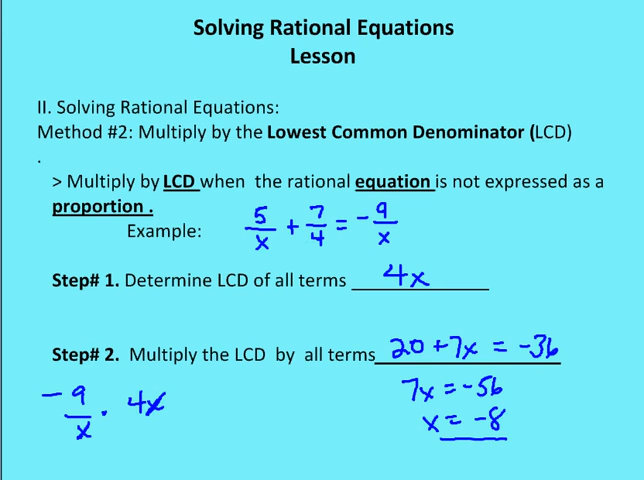 Solving Rational Equations
Lesson
II. Solving Rational Equations:
Method #2: Multiply by the Lowest Common Denominator (LCD)
.
> Multiply by LCD when the rational equation is not expressed as a
proportion .
Example: 5/x + 7/4 = -9/x
Step# 1. Determine LCD of all terms 4x
Step# 2. Multiply the LCD by all terms 20 + 7x = -36
7x = -56
x = -8
-9/x · 4x